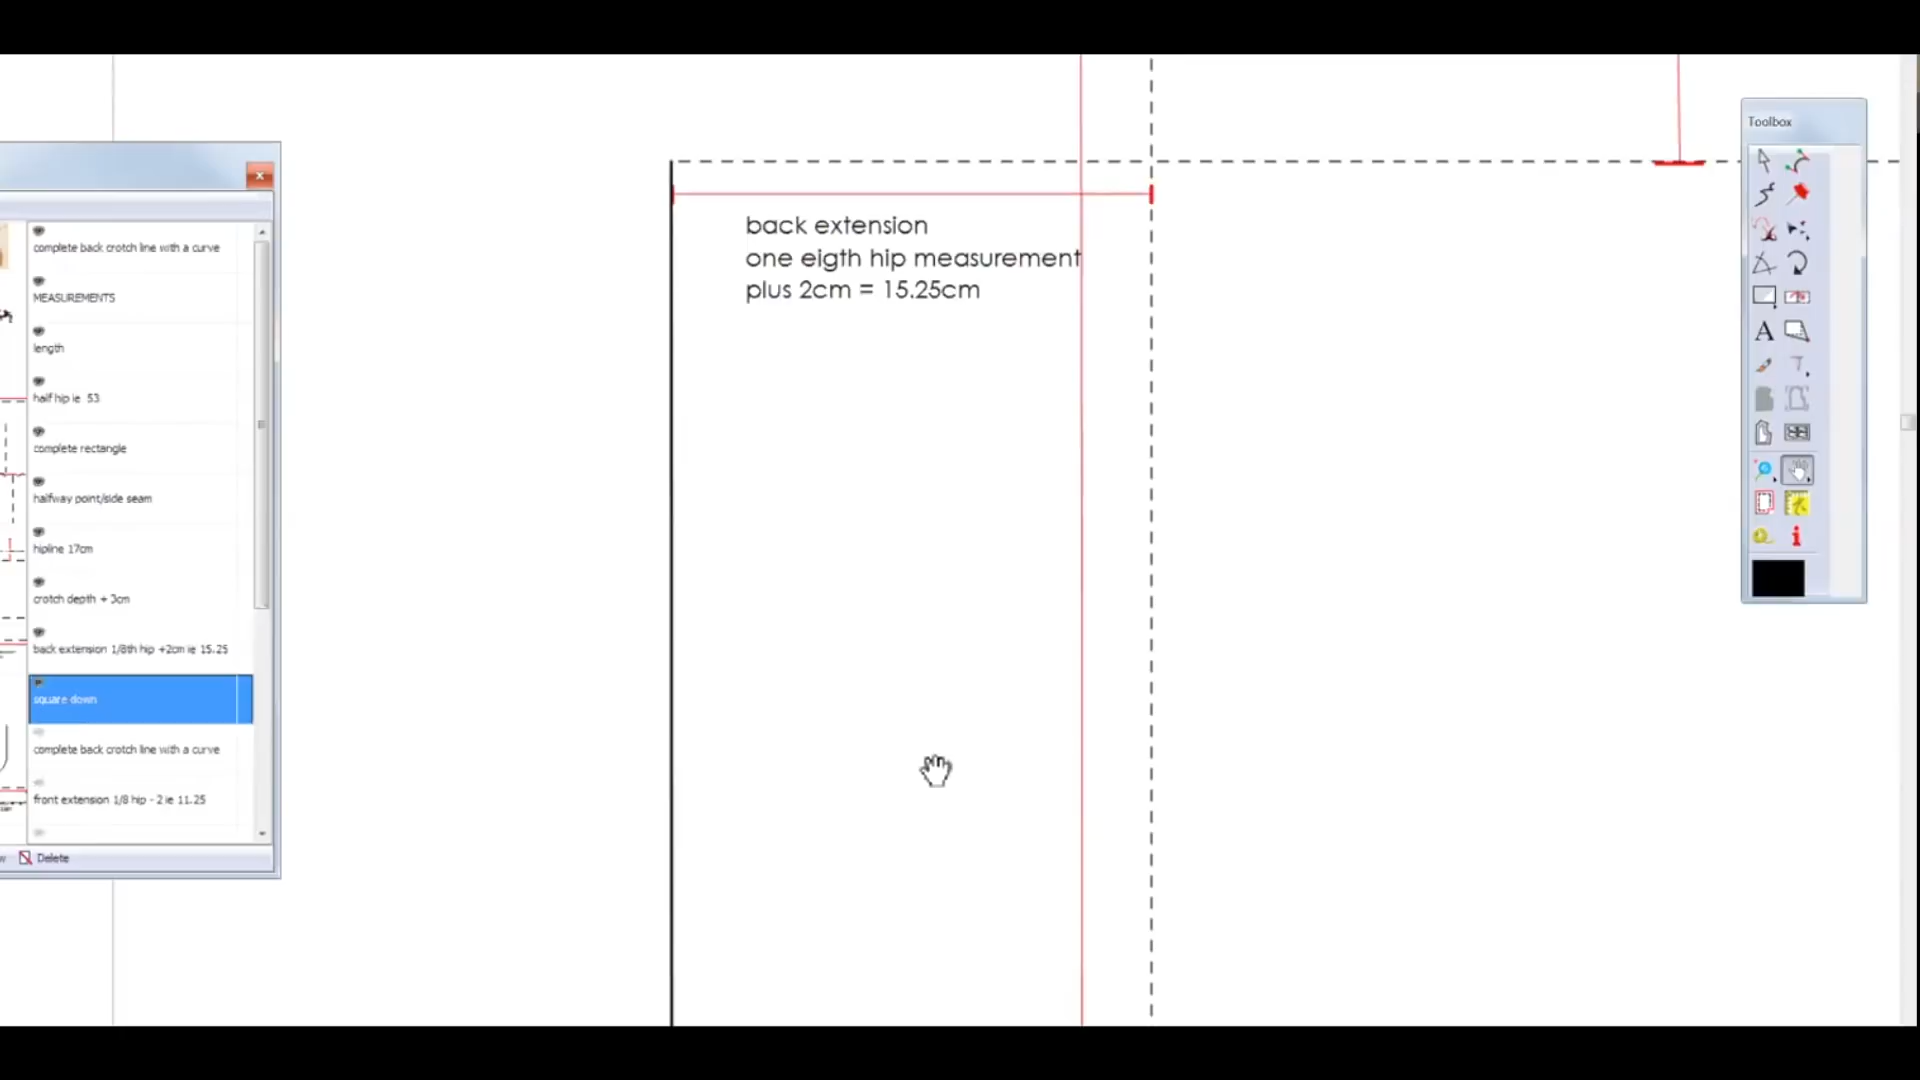 Toolbox
back extension
one eigth hip measurement
plus 2cm = 15.25cm
complete back crotch line with a curve
MEASUREMENTS
length
half hip ie 53
complete rectangle
halfway point/side seam
hipline 17cm
crotch depth + 3cm
back extension 1/8th hip +2cm ie 15.25
square down
complete back crotch line with a curve
front extension 1/8 hip - 2 ie 11.25
Delete